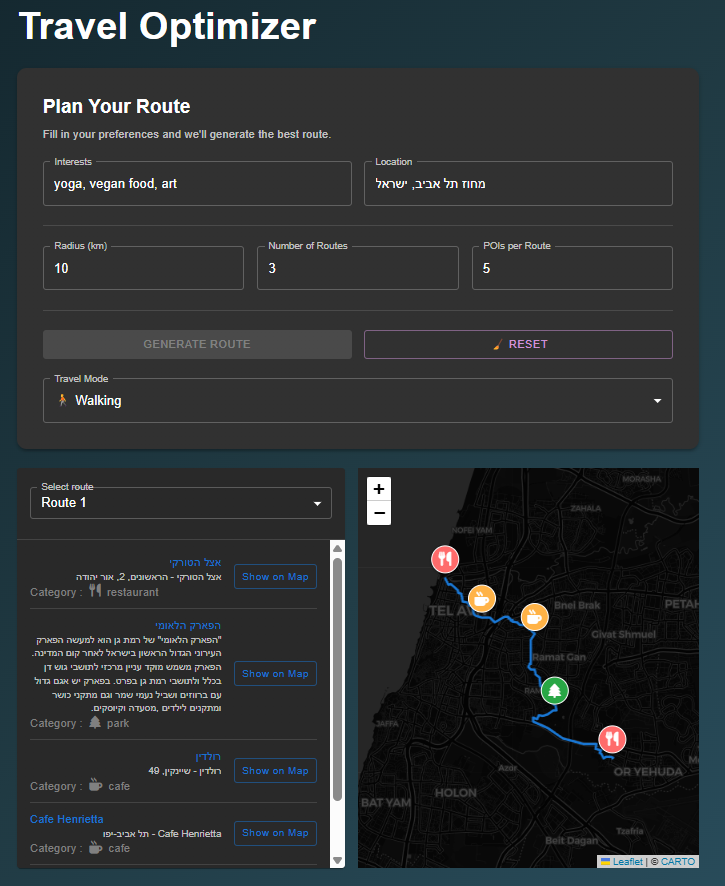 Travel Optimizer
Plan Your Route
Fill in your preferences and we'll generate the best route.
Interests
yoga, vegan food, art
Location
מחוז תל אביב, ישראל
Radius (km)
10
Number of Routes
3
POIs per Route
5
GENERATE ROUTE
RESET
Travel Mode
Walking
Select route
Route 1
אצל הטורקי
אצל הטורקי - הראשונים, 2, אור יהודה
Category : restaurant
Show on Map
הפארק הלאומי
"הפארק הלאומי" של רמת גן הוא למעשה הפארק
העירוני הגדול הראשון בישראל לאחר קום המדינה.
הפארק משמש מוקד עניין מרכזי לתושבי גוש דן
בכלל ולתושבי רמת גן בפרט. בפארק יש אגם גדול
עם ברווזים ושביל נעמי שמר וגם מתקני כושר
ומתקנים לילדים ,מסעדה וקיוסקים.
Category : park
Show on Map
רולדין
רולדין - שיינקין, 49
Category : cafe
Show on Map
Cafe Henrietta
Cafe Henrietta - תל אביב-יפו
Category : cafe
Show on Map
+
−
MORASHA
ZAHALA
NOFEI YAM
TEL AV
Bnei Brak
PETAH
Givat Shmuel
Ramat Gan
RAM
JAFFA
Azor
OR YEHUDA
HOLON
BAT YAM
Tzafria
Beit Dagan
Leaflet | © CARTO